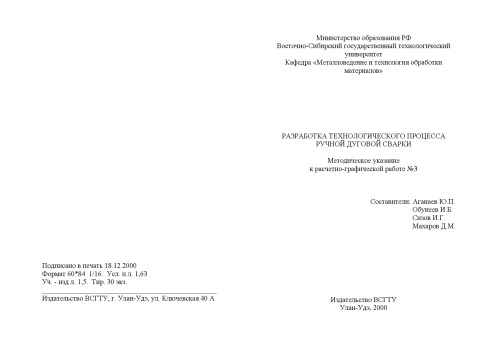 Министерство образования РФ
Восточно-Сибирский государственный технологический
университет
Кафедра «Металловедение и технология обработки
материалов»
РАЗРАБОТКА ТЕХНОЛОГИЧЕСКОГО ПРОЦЕССА
РУЧНОЙ ДУГОВОЙ СВАРКИ
Методическое указание
к расчетно-графической работе №3
Составители: Аганаев Ю.П.
Обунеев И.Б.
Сизов И.Г.
Махаров Д.М.
Подписано в печать 18.12.2000
Формат 60*84 1/16. Усл. п.л. 1,63
Уч. - изд л. 1,5. Тир. 30 экз.
Издательство ВСГТУ, г. Улан-Удэ, ул. Ключевская 40 А
Издательство ВСГТУ
Улан-Удэ, 2000